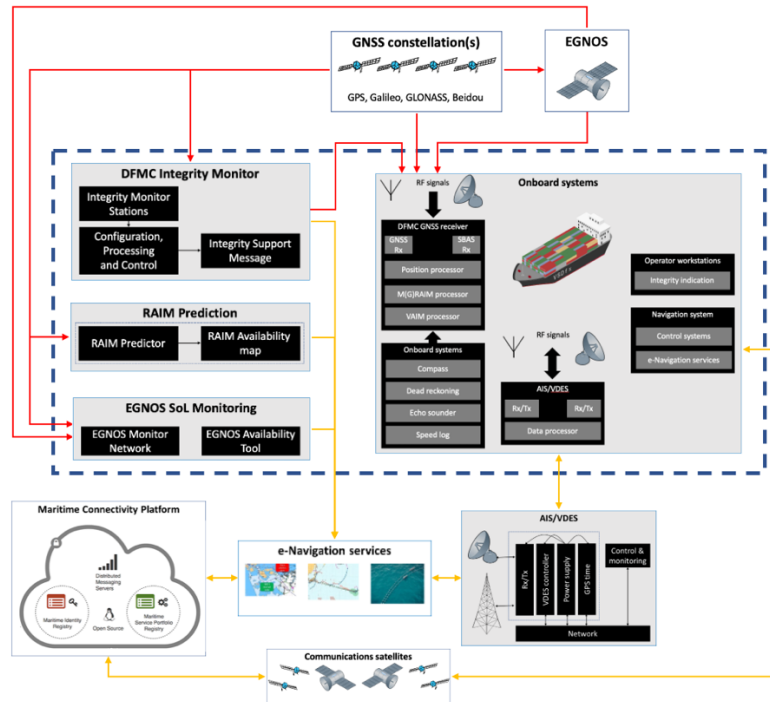 GNSS constellation(s)
GPS, Galileo, GLONASS, Beidou
EGNOS
DFMC Integrity Monitor
Integrity Monitor
Stations
Configuration,
Processing
and Control
Integrity Support
Message
RAIM Prediction
RAIM Predictor
RAIM Availability
map
EGNOS SoL Monitoring
EGNOS Monitor
Network
EGNOS Availability
Tool
Onboard systems
RF signals
DFMC GNSS receiver
GNSS
Rx
SBAS
Rx
Position processor
M(G)RAIM processor
VAIM processor
Onboard systems
Compass
Dead reckoning
Echo sounder
Speed log
RF signals
AIS/VDES
Rx/Tx
Rx/Tx
Data processor
Operator workstations
Integrity indication
Navigation system
Control systems
e-Navigation services
Maritime Connectivity Platform
Distributed
Messaging
Servers
Maritime Identity
Registry
Open Source
Maritime
Service Portfolio
Registry
e-Navigation services
AIS/VDES
Rx/Tx
VDES controller
Power supply
GPS time
Control &
monitoring
Network
Communications satellites